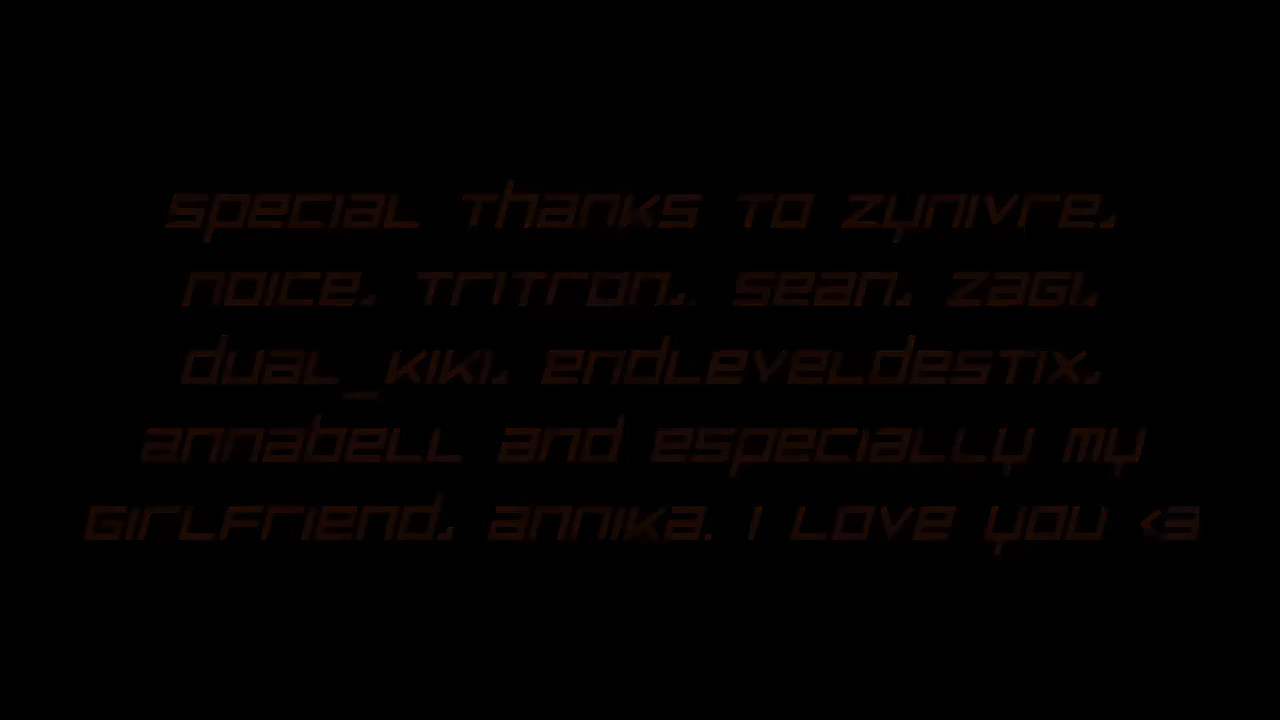 special thanks to zynivre,
noice, tritron, sean, zagi,
dual_kiki, endleveldestix,
annabell and especially my
girlfriend, annika. i love you <3